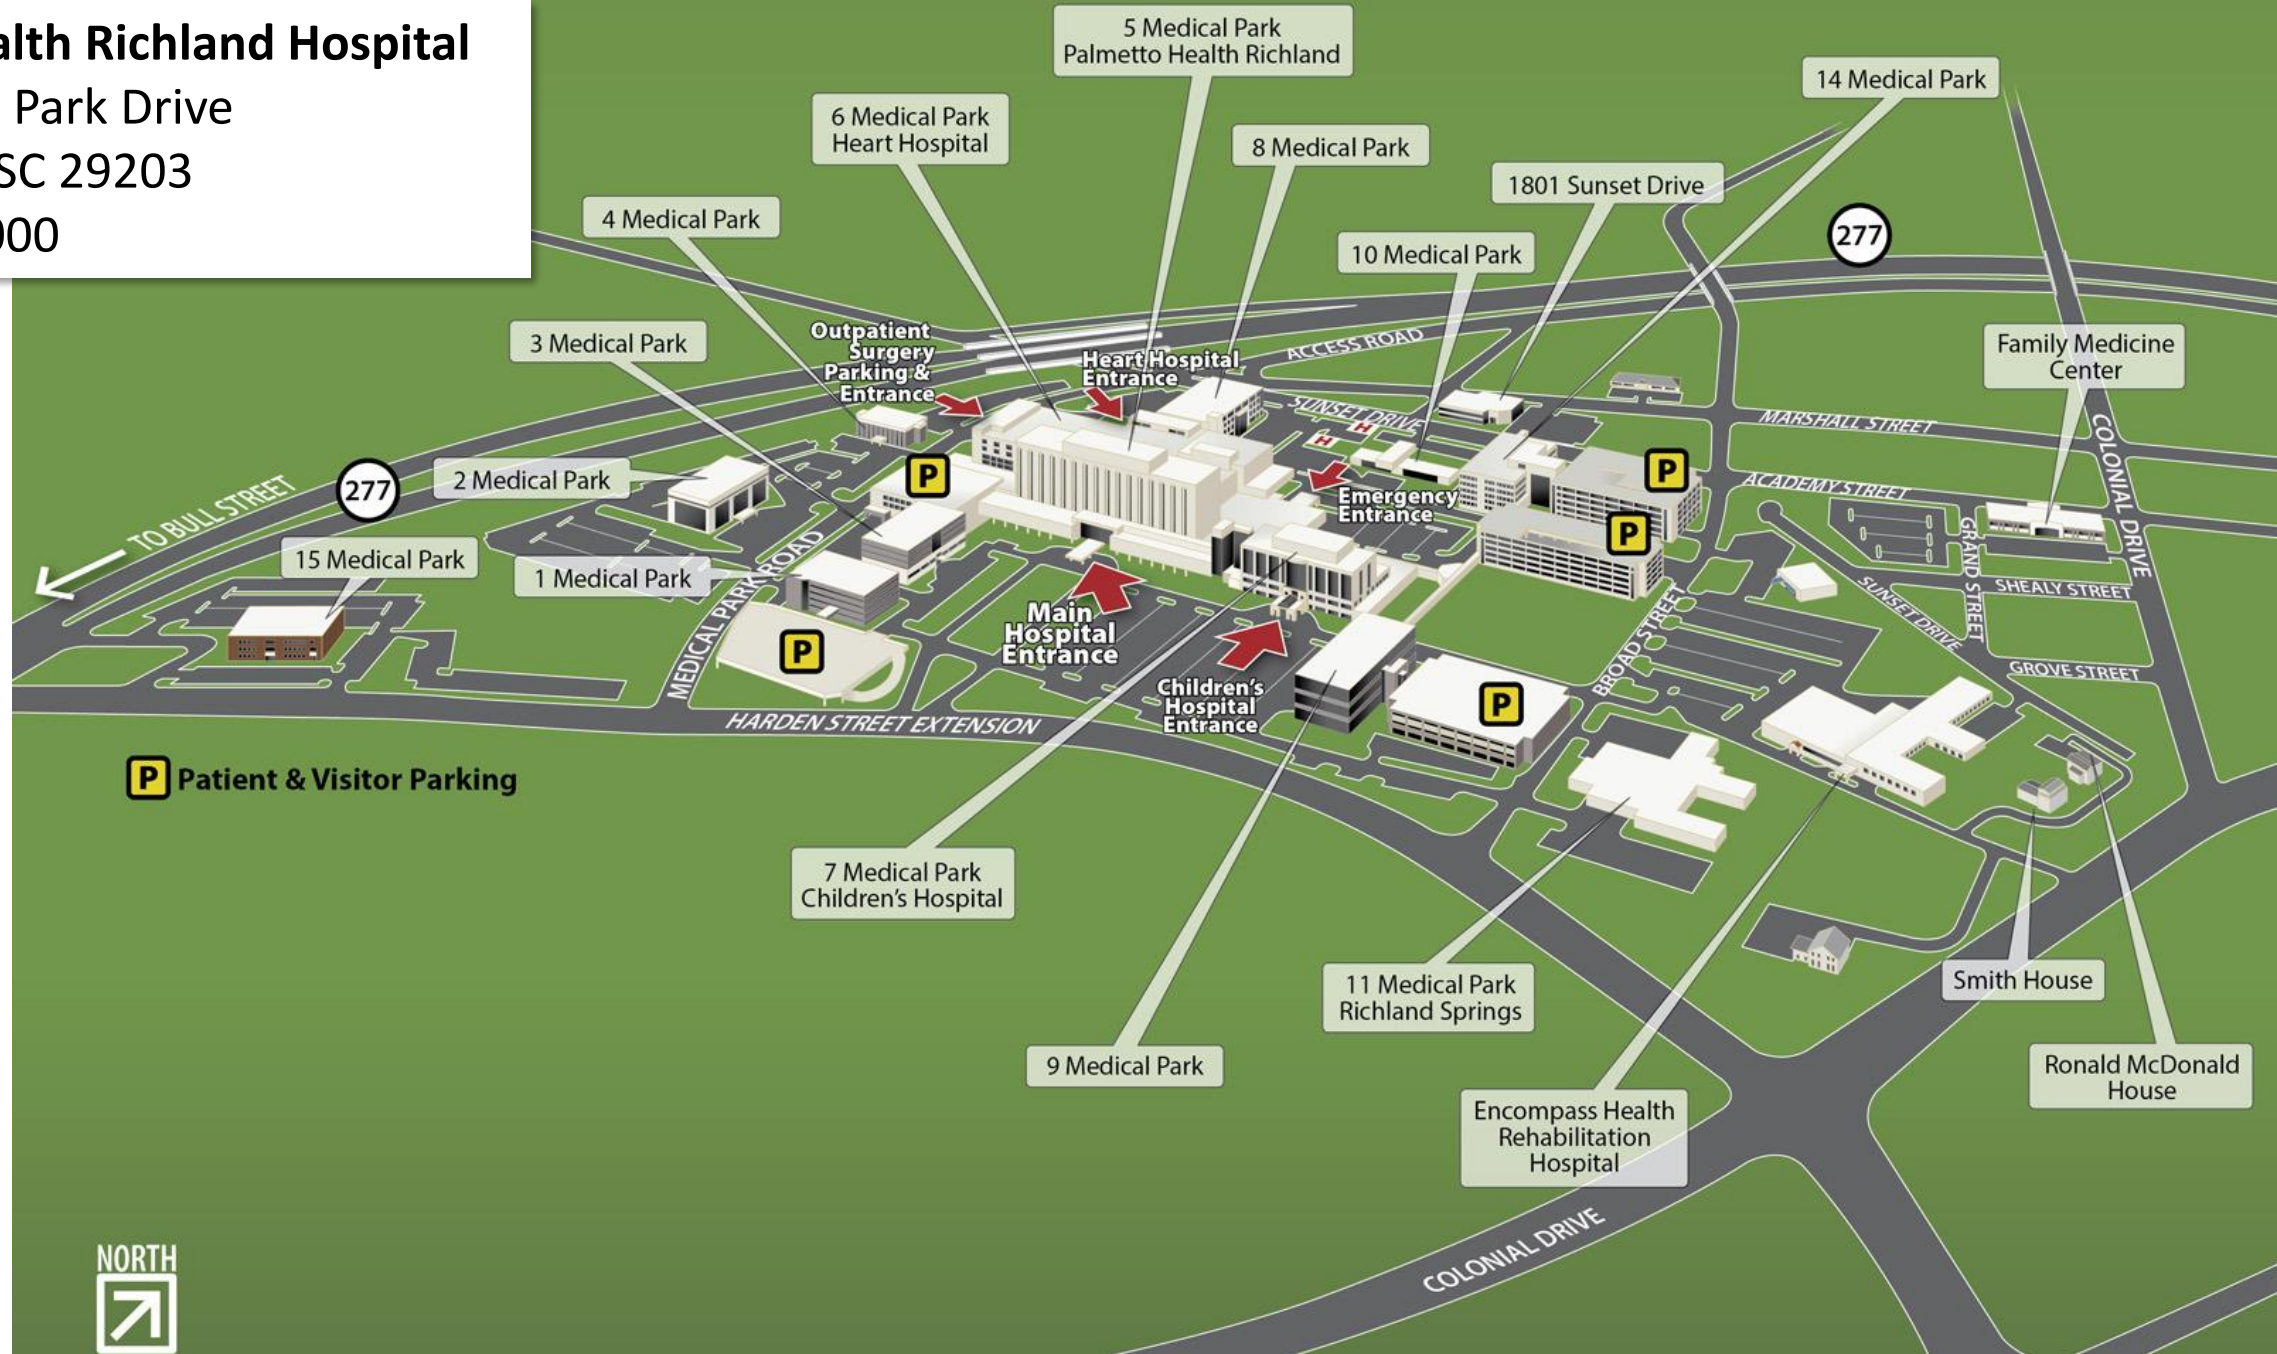 alth Richland Hospital
Park Drive
SC 29203
000
5 Medical Park
Palmetto Health Richland
14 Medical Park
6 Medical Park
Heart Hospital
8 Medical Park
1801 Sunset Drive
4 Medical Park
10 Medical Park
277
3 Medical Park
Outpatient
Surgery
Parking &
Entrance
Heart Hospital
Entrance
ACCESS ROAD
Family Medicine
Center
SUNSET DRIVE
H
H
MARSHALL STREET
COLONIAL DRIVE
2 Medical Park
277
TO BULL STREET
P
P
Emergency
Entrance
ACADEMY STREET
P
GRAND STREET
15 Medical Park
1 Medical Park
MEDICAL PARK ROAD
SHEALY STREET
SUNSET DRIVE
Main
Hospital
Entrance
P
BROAD STREET
GROVE STREET
Children's
Hospital
Entrance
P
HARDEN STREET EXTENSION
P Patient & Visitor Parking
7 Medical Park
Children's Hospital
11 Medical Park
Richland Springs
Smith House
9 Medical Park
Ronald McDonald
House
Encompass Health
Rehabilitation
Hospital
COLONIAL DRIVE
NORTH